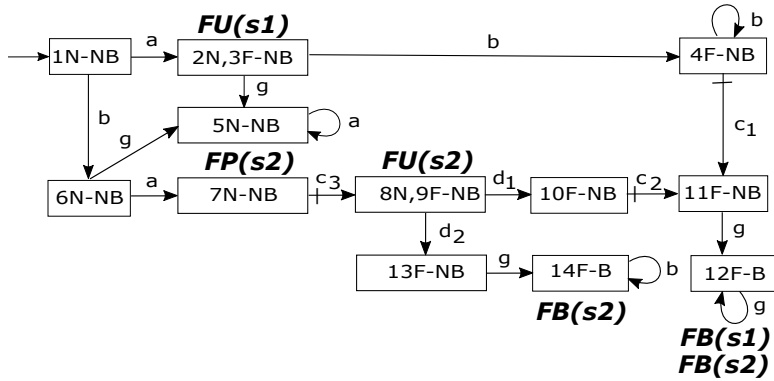 FU(s1)
b
1N-NB
a
2N,3F-NB
b
4F-NB
g
b
g
5N-NB
a
c1
FP(s2)
FU(s2)
6N-NB
a
7N-NB
c3
8N,9F-NB
d1
10F-NB
c2
11F-NB
d2
g
13F-NB
g
14F-B
b
12F-B
FB(s2)
g
FB(s1)
FB(s2)